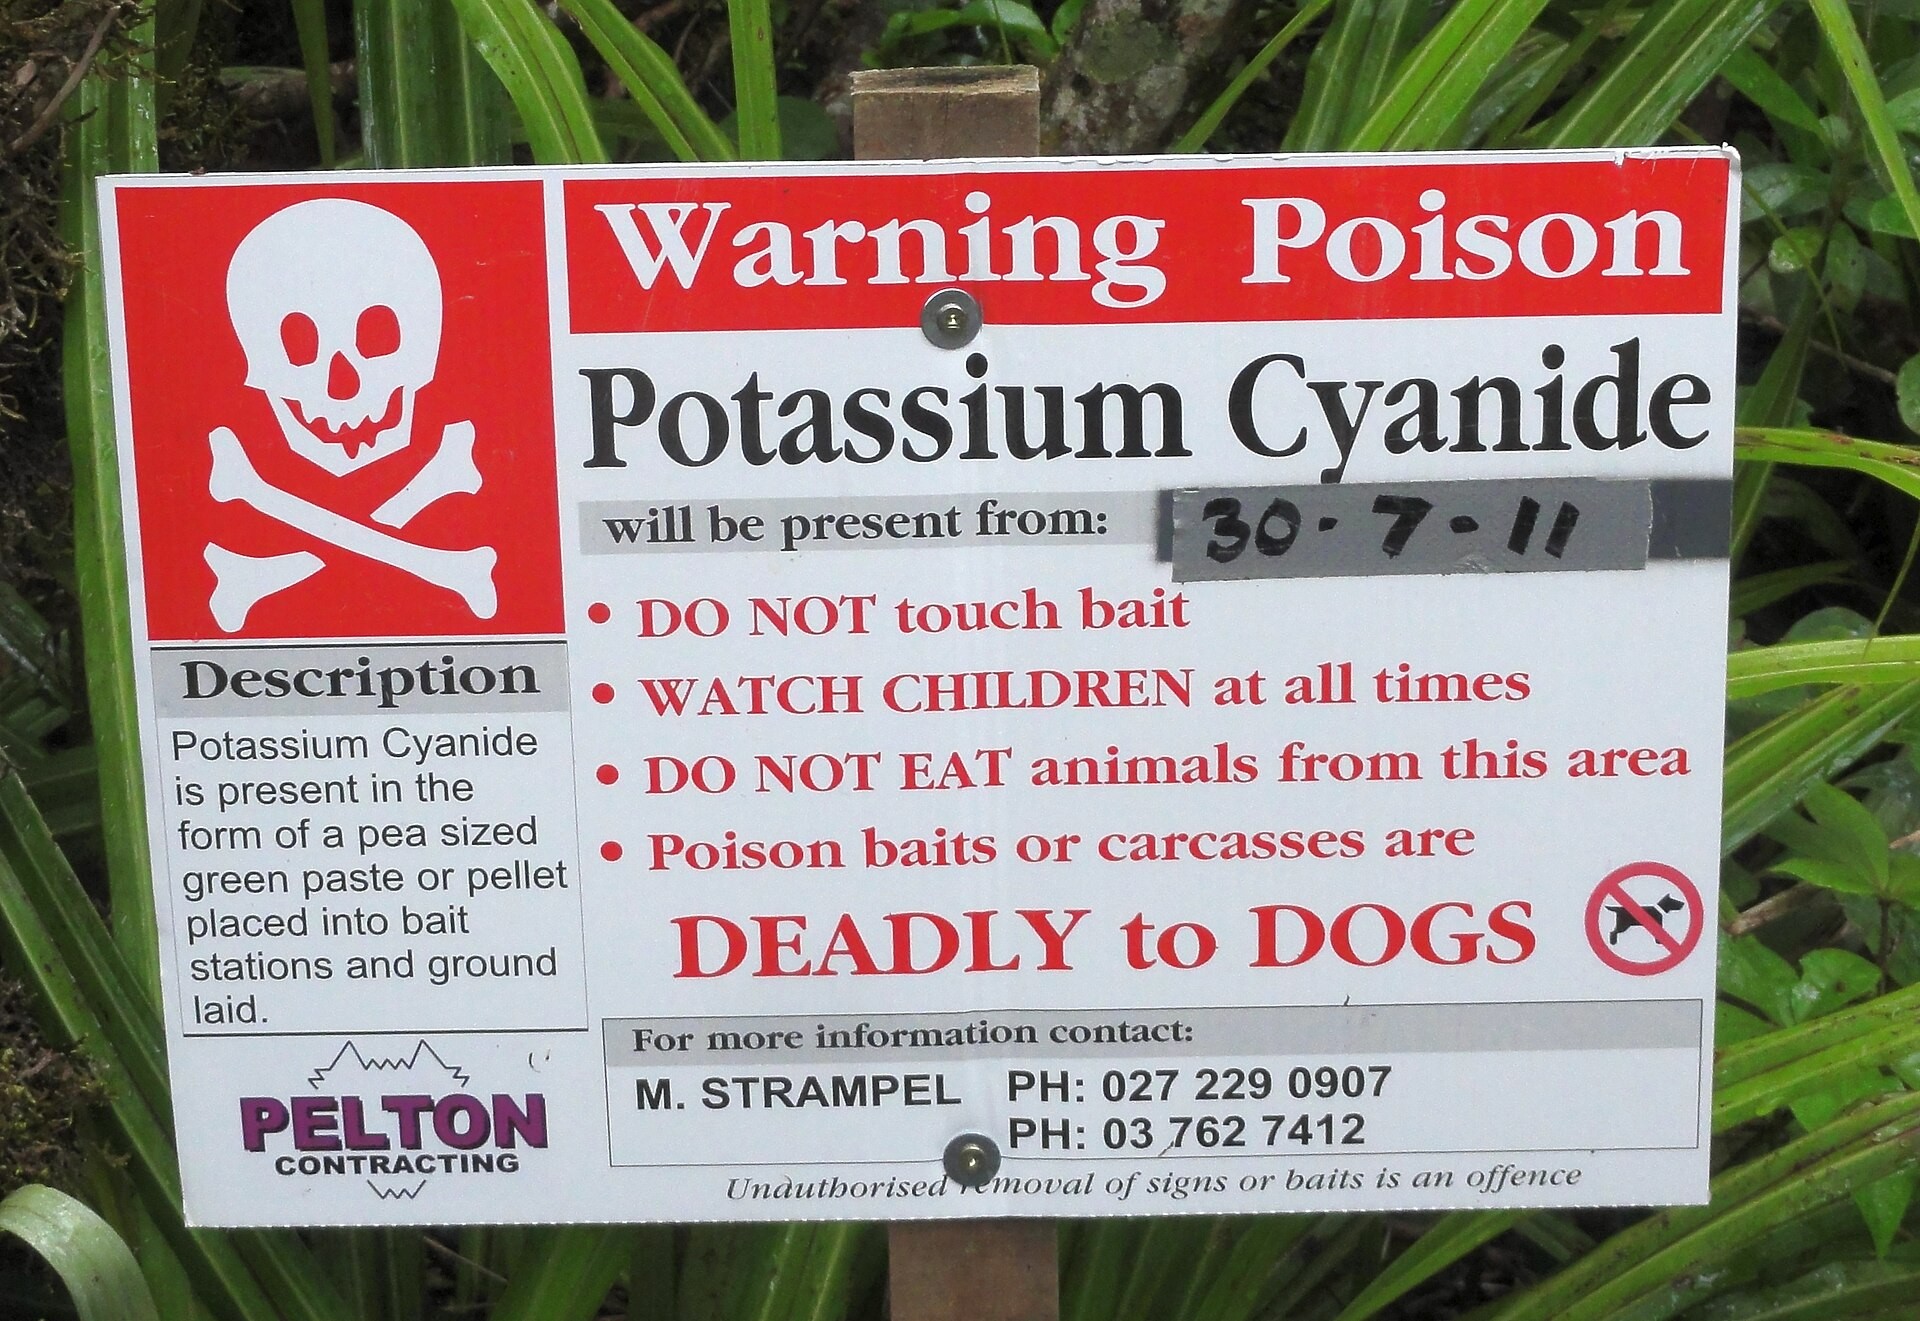 Warning Poison
Potassium Cyanide
will be present from: 30-7-11
• DO NOT touch bait
• WATCH CHILDREN at all times
• DO NOT EAT animals from this area
• Poison baits or carcasses are
DEADLY to DOGS
Description
Potassium Cyanide
is present in the
form of a pea sized
green paste or pellet
placed into bait
stations and ground
laid.
PELTON
CONTRACTING
For more information contact:
M. STRAMPEL PH: 027 229 0907
PH: 03 762 7412
Unauthorised removal of signs or baits is an offence